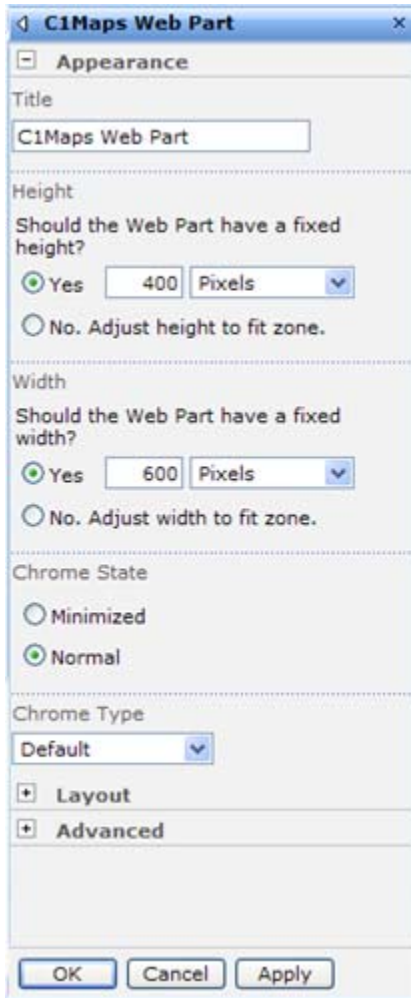 C1Maps Web Part
Appearance
Title
C1Maps Web Part
Height
Should the Web Part have a fixed
height?
Yes 400 Pixels
No. Adjust height to fit zone.
Width
Should the Web Part have a fixed
width?
Yes 600 Pixels
No. Adjust width to fit zone.
Chrome State
Minimized
Normal
Chrome Type
Default
Layout
Advanced
OK Cancel Apply